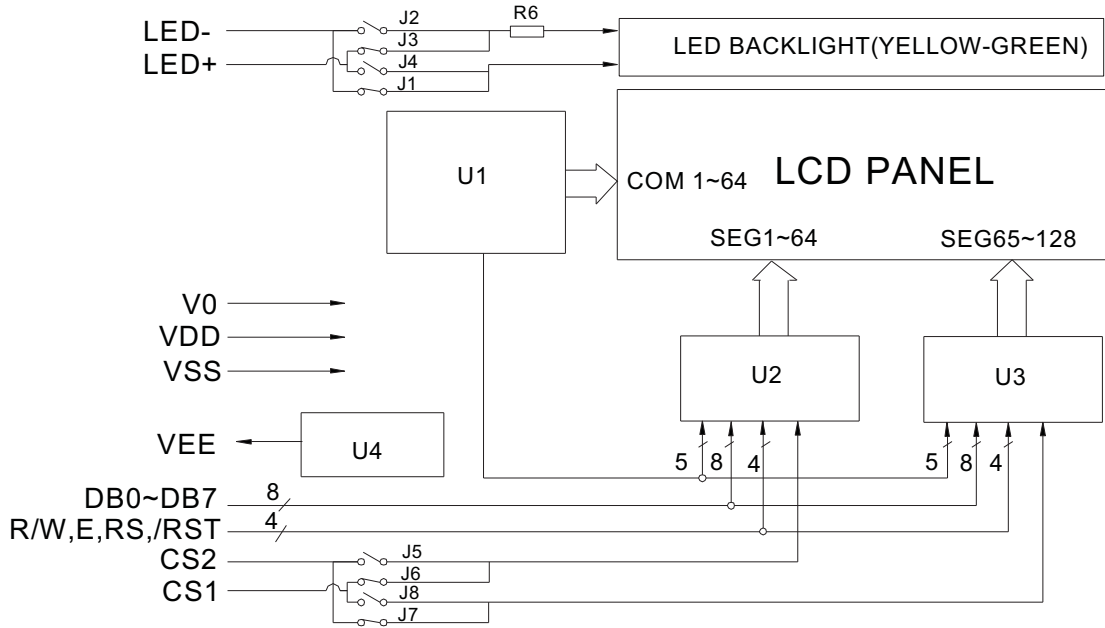 J2
R6
LED-
J3
LED BACKLIGHT(YELLOW-GREEN)
LED+
J4
J1
U1
COM 1~64
LCD PANEL
SEG1~64
SEG65~128
V0
VDD
VSS
U2
U3
VEE
U4
5 8 4
5 8 4
DB0~DB7
8
R/W,E,RS,/RST
4
CS2
J5
J6
CS1
J8
J7